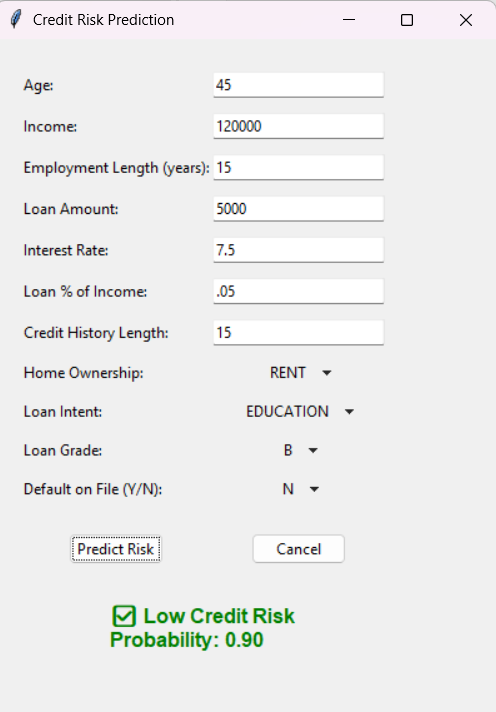 Credit Risk Prediction
Age: 45
Income: 120000
Employment Length (years): 15
Loan Amount: 5000
Interest Rate: 7.5
Loan % of Income: .05
Credit History Length: 15
Home Ownership: RENT
Loan Intent: EDUCATION
Loan Grade: B
Default on File (Y/N): N
Predict Risk Cancel
☑ Low Credit Risk
Probability: 0.90